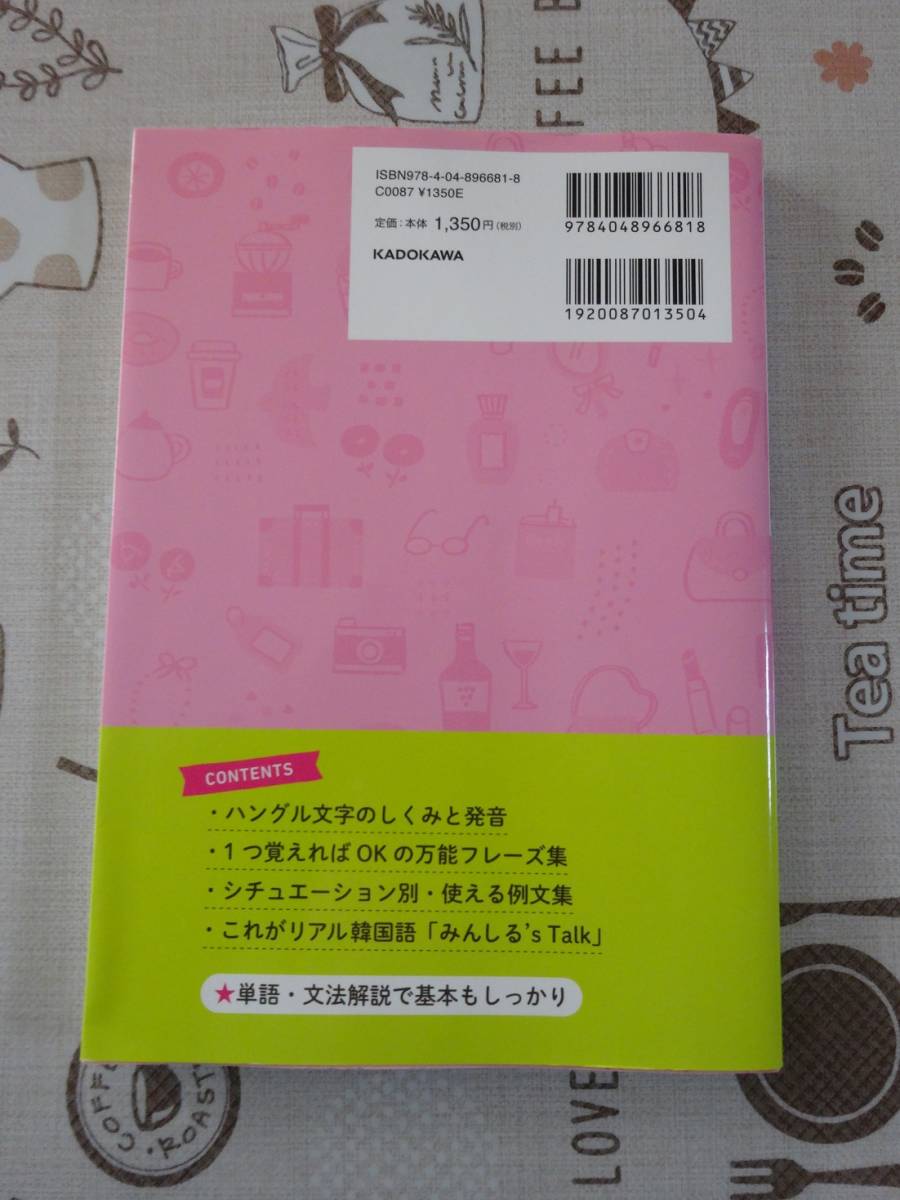 ISBN978-4-04-896681-8
C0087 ¥1350E
定価:本体 1,350円(税別)
KADOKAWA
9784048966818
1920087013504
CONTENTS
・ハングル文字のしくみと発音
・1つ覚えればOKの万能フレーズ集
・シチュエーション別・使える例文集
・これがリアル韓国語「みんしる's Talk」
★単語・文法解説で基本もしっかり
FEE B
Tea time
LOVE
COFF
ROAST